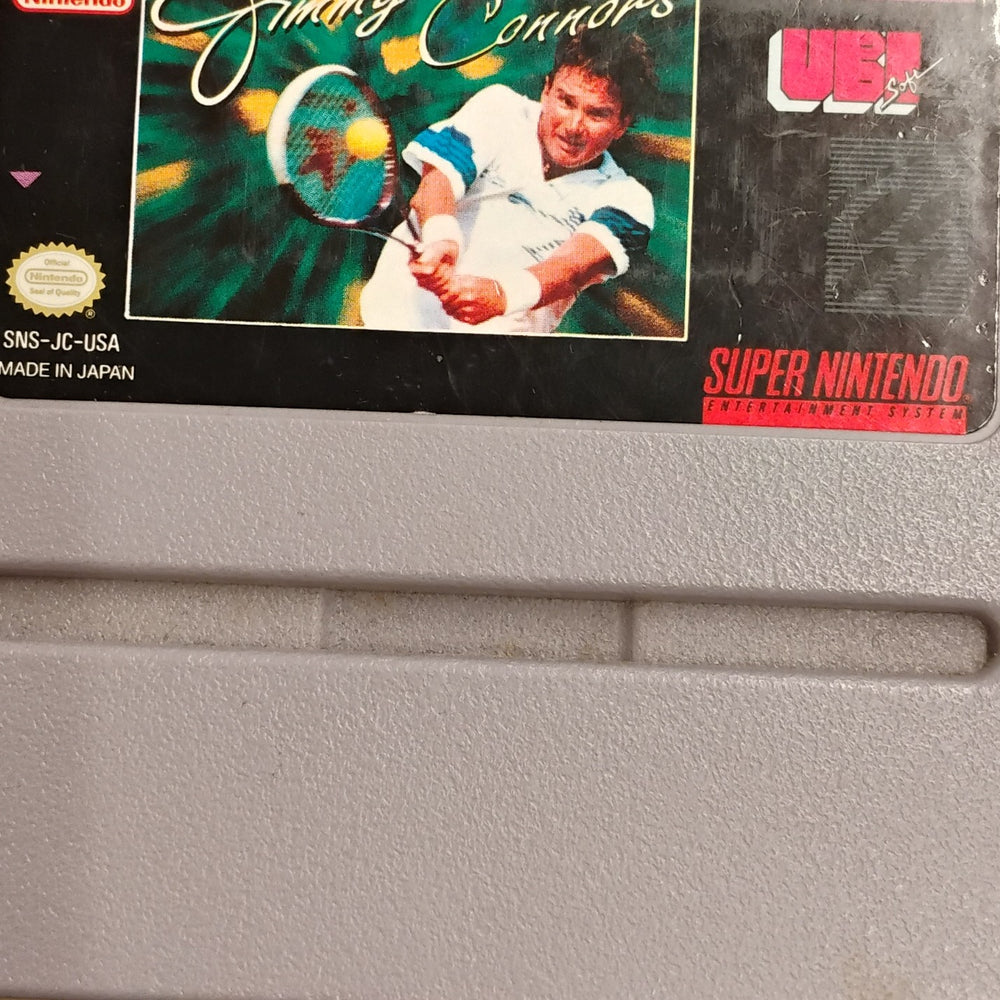 Nintendo
Jimmy Connors
UBI Soft
Official
Nintendo
Seal of Quality
SNS-JC-USA
MADE IN JAPAN
SUPER NINTENDO
ENTERTAINMENT SYSTEM